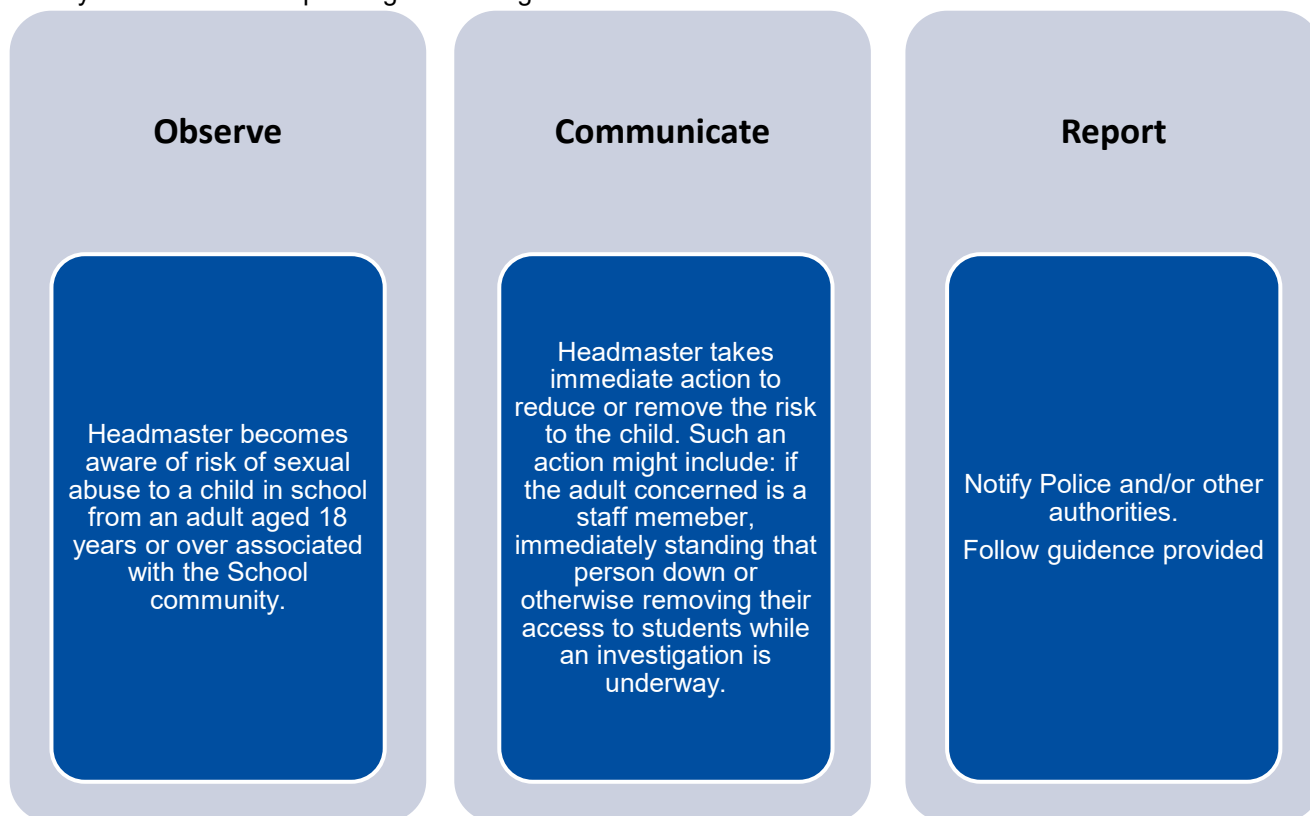 Observe
Headmaster becomes
aware of risk of sexual
abuse to a child in school
from an adult aged 18
years or over associated
with the School
community.
Communicate
Headmaster takes
immediate action to
reduce or remove the risk
to the child. Such an
action might include: if
the adult concerned is a
staff memeber,
immediately standing that
person down or
otherwise removing their
access to students while
an investigation is
underway.
Report
Notify Police and/or other
authorities.
Follow guidence provided